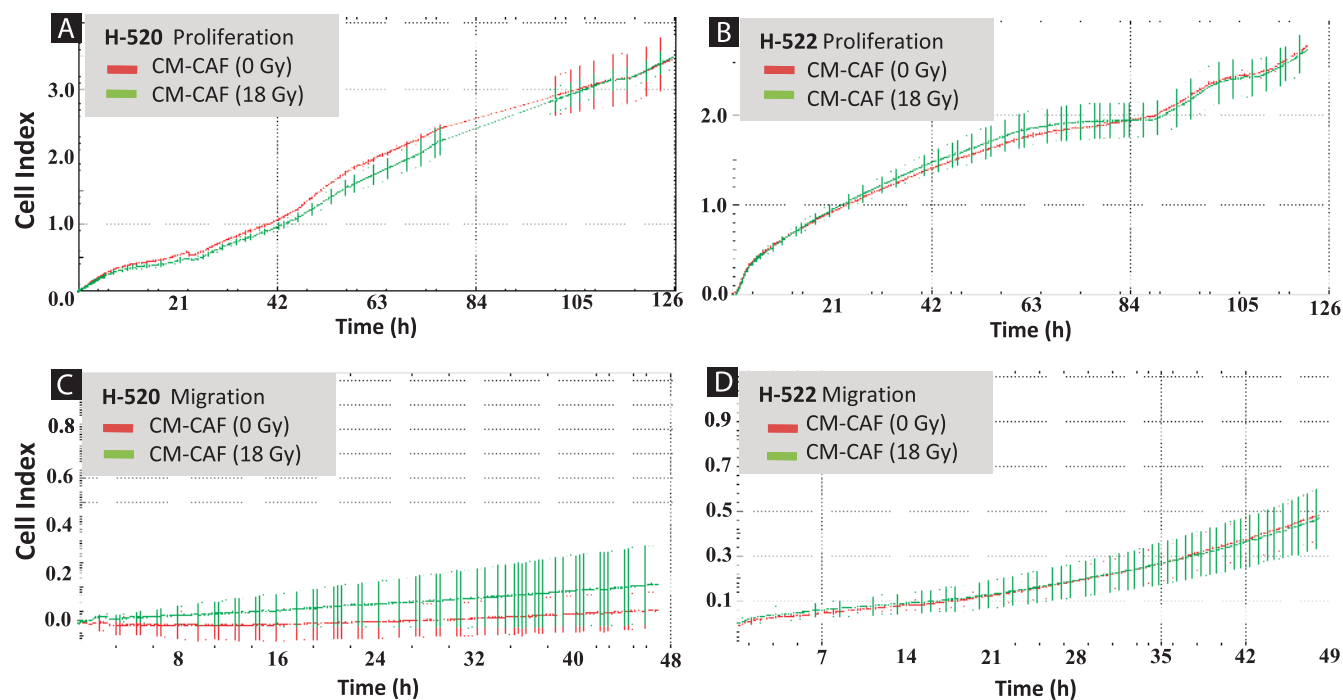 A
H-520 Proliferation
CM-CAF (0 Gy)
CM-CAF (18 Gy)
Cell Index
3.0
2.0
1.0
0.0
21
42
63
84
105
126
Time (h)
B
H-522 Proliferation
CM-CAF (0 Gy)
CM-CAF (18 Gy)
2.0
1.0
0.0
21
42
63
84
105
126
Time (h)
C
H-520 Migration
CM-CAF (0 Gy)
CM-CAF (18 Gy)
Cell Index
0.8
0.6
0.4
0.2
0.0
8
16
24
32
40
48
Time (h)
D
H-522 Migration
CM-CAF (0 Gy)
CM-CAF (18 Gy)
0.9
0.7
0.5
0.3
0.1
7
14
21
28
35
42
49
Time (h)